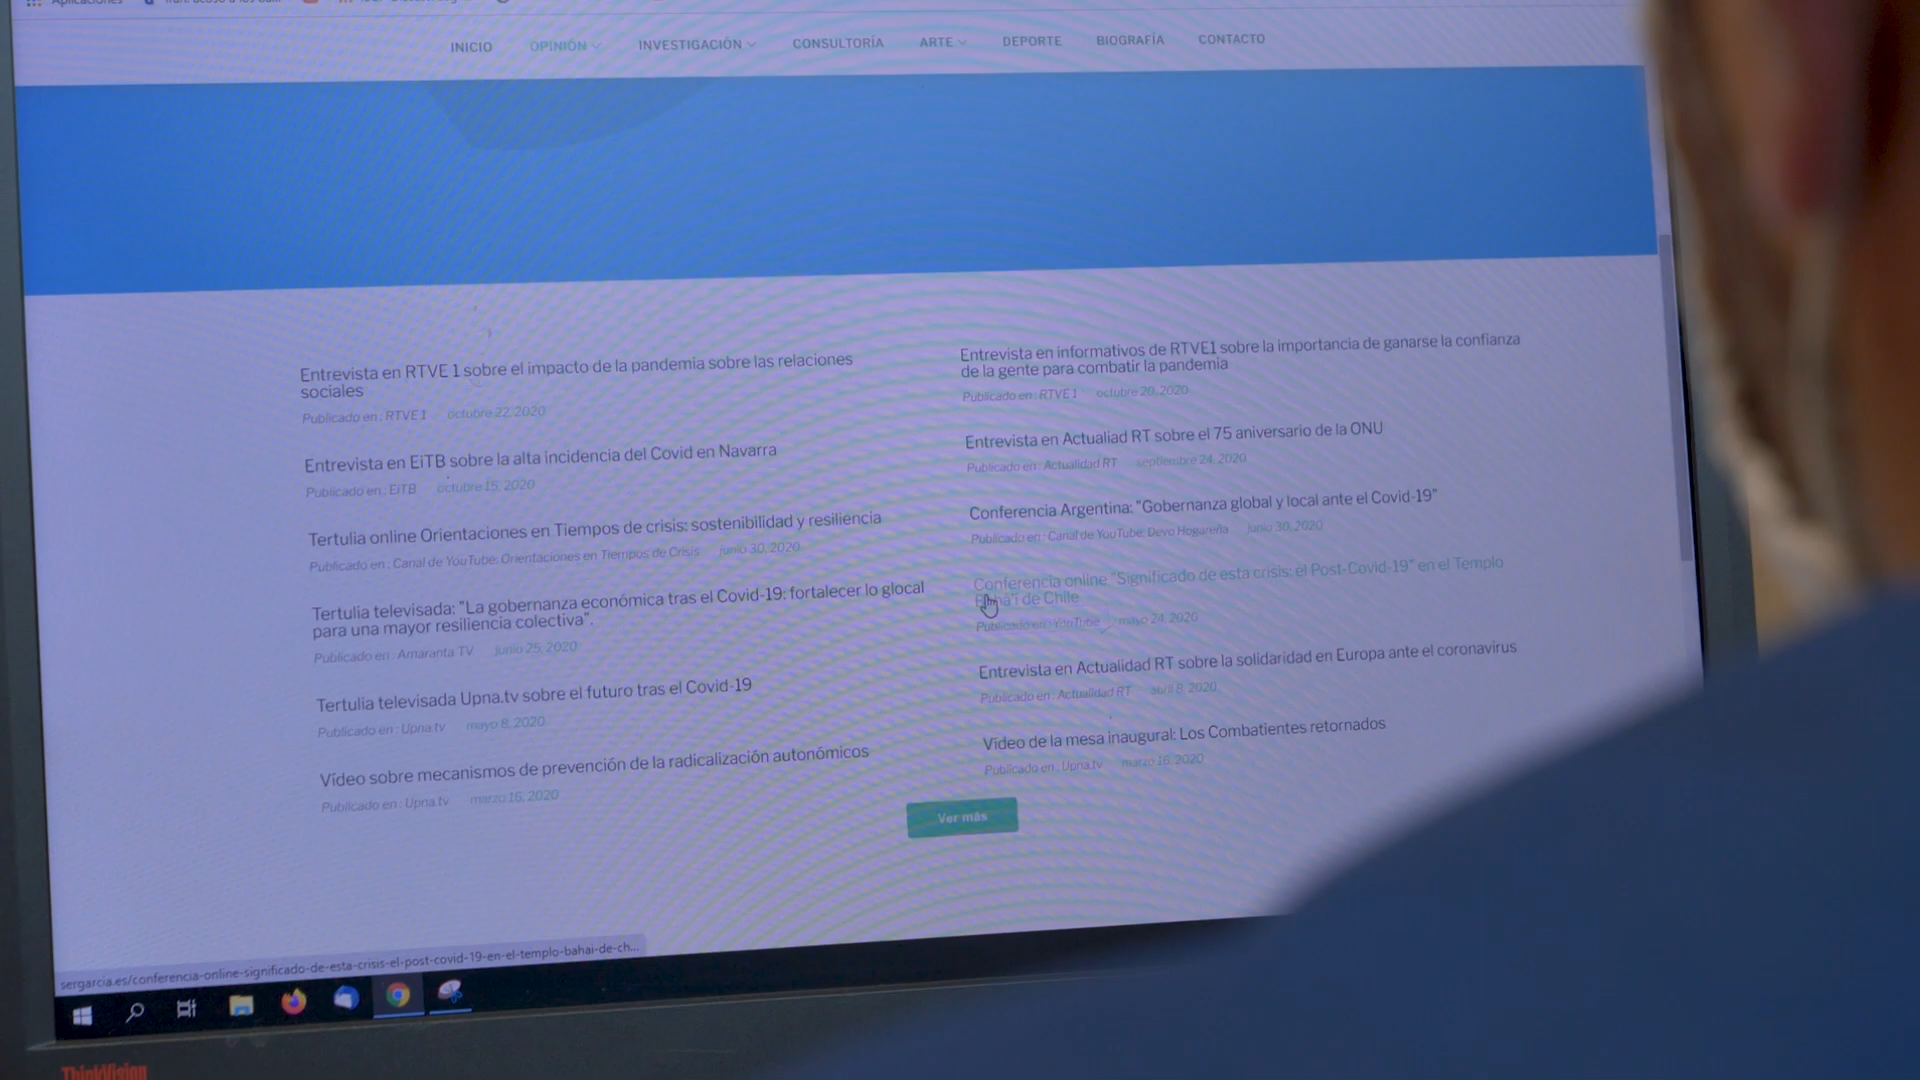 Aplicaciones
INICIO OPINIÓN INVESTIGACIÓN CONSULTORÍA ARTE DEPORTE BIOGRAFÍA CONTACTO
Entrevista en RTVE 1 sobre el impacto de la pandemia sobre las relaciones
sociales
Publicado en : RTVE 1 octubre 22, 2020
Entrevista en EiTB sobre la alta incidencia del Covid en Navarra
Publicado en : EiTB octubre 15, 2020
Tertulia online Orientaciones en Tiempos de crisis: sostenibilidad y resiliencia
Publicado en : Canal de YouTube: Orientaciones en Tiempos de Crisis junio 30, 2020
Tertulia televisada: "La gobernanza económica tras el Covid-19: fortalecer lo glocal
para una mayor resiliencia colectiva".
Publicado en : Amaranta TV junio 25, 2020
Tertulia televisada Upna.tv sobre el futuro tras el Covid-19
Publicado en : Upna.tv mayo 8, 2020
Vídeo sobre mecanismos de prevención de la radicalización autonómicos
Publicado en : Upna.tv marzo 16, 2020
Entrevista en informativos de RTVE1 sobre la importancia de ganarse la confianza
de la gente para combatir la pandemia
Publicado en : RTVE 1 octubre 20, 2020
Entrevista en Actualiad RT sobre el 75 aniversario de la ONU
Publicado en : Actualidad RT septiembre 24, 2020
Conferencia Argentina: "Gobernanza global y local ante el Covid-19"
Publicado en : Canal de YouTube: Devo Hogareña junio 30, 2020
Conferencia online "Significado de esta crisis: el Post-Covid-19" en el Templo
de Chile
Publicado en : YouTube mayo 24, 2020
Entrevista en Actualidad RT sobre la solidaridad en Europa ante el coronavirus
Publicado en : Actualidad RT abril 8, 2020
Vídeo de la mesa inaugural: Los Combatientes retornados
Publicado en : Upna.tv marzo 16, 2020
Ver más
sergarcia.es/conferencia-online-significado-de-esta-crisis-el-post-covid-19-en-el-templo-bahai-de-ch...
ThinkVision